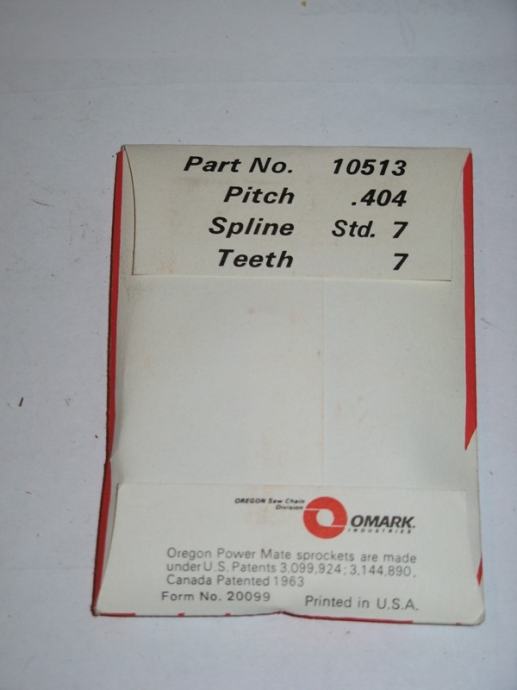 Part No. 10513
Pitch .404
Spline Std. 7
Teeth 7
OREGON Saw Chain
Division
OMARK
INDUSTRIES
Oregon Power Mate sprockets are made
under U.S. Patents 3,099,924; 3,144,890,
Canada Patented 1963
Form No. 20099 Printed in U.S.A.